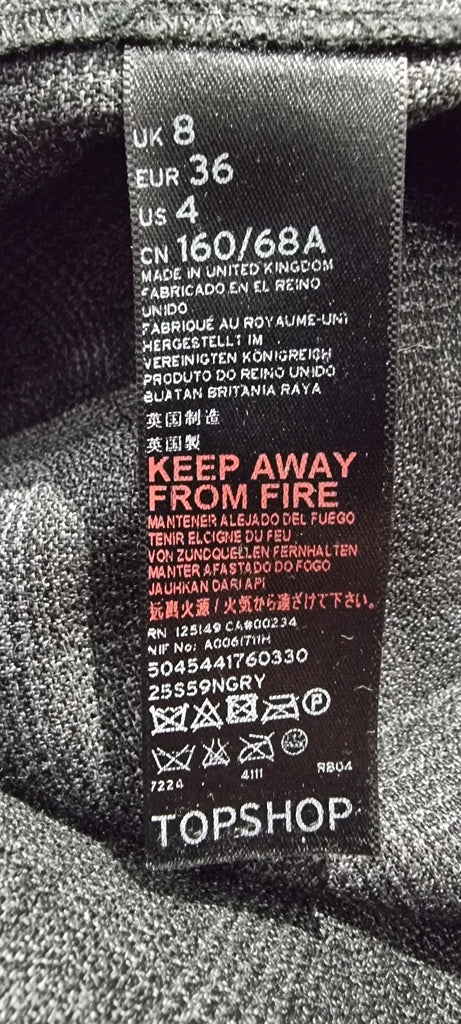 UK 8
EUR 36
US 4
CN 160/68A
MADE IN UNITED KINGDOM
FABRICADO EN EL REINO
UNIDO
FABRIQUÉ AU ROYAUME-UNI
HERGESTELLT IM
VEREINIGTEN KÖNIGREICH
PRODUTO DO REINO UNIDO
BUATAN BRITANIA RAYA
英国制造
英国製
KEEP AWAY
FROM FIRE
MANTENER ALEJADO DEL FUEGO
TENIR ELOIGNE DU FEU
VON ZUNDQUELLEN FERNHALTEN
MANTER AFASTADO DO FOGO
JAUHKAN DARI API
远离火源 / 火気から遠ざけて下さい。
RN 125149 CA#00234
NIF No: A0061711H
5045441760330
25S59NGRY
P
7224 4111 RB04
TOPSHOP